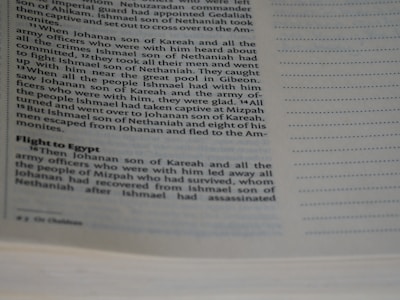 whom Nebuzaradan commander
imperial guard had appointed Gedaliah
son of Ahikam. Ishmael son of Nethaniah took
them captive and set out to cross over to the Am-
monites.
11 When Johanan son of Kareah and all the
army officers who were with him heard about
all the crimes Ishmael son of Nethaniah had
committed, 12 they took all their men and went
to fight Ishmael son of Nethaniah. They caught
up with him near the great pool in Gibeon.
13 When all the people Ishmael had with him
saw Johanan son of Kareah and the army of-
ficers who were with him, they were glad. 14 All
the people Ishmael had taken captive at Mizpah
turned and went over to Johanan son of Kareah.
15 But Ishmael son of Nethaniah and eight of his
men escaped from Johanan and fled to the Am-
monites.
Flight to Egypt
16 Then Johanan son of Kareah and all the
army officers who were with him led away all
the people of Mizpah who had survived, whom
Johanan had recovered from Ishmael son of
Nethaniah after Ishmael had assassinated